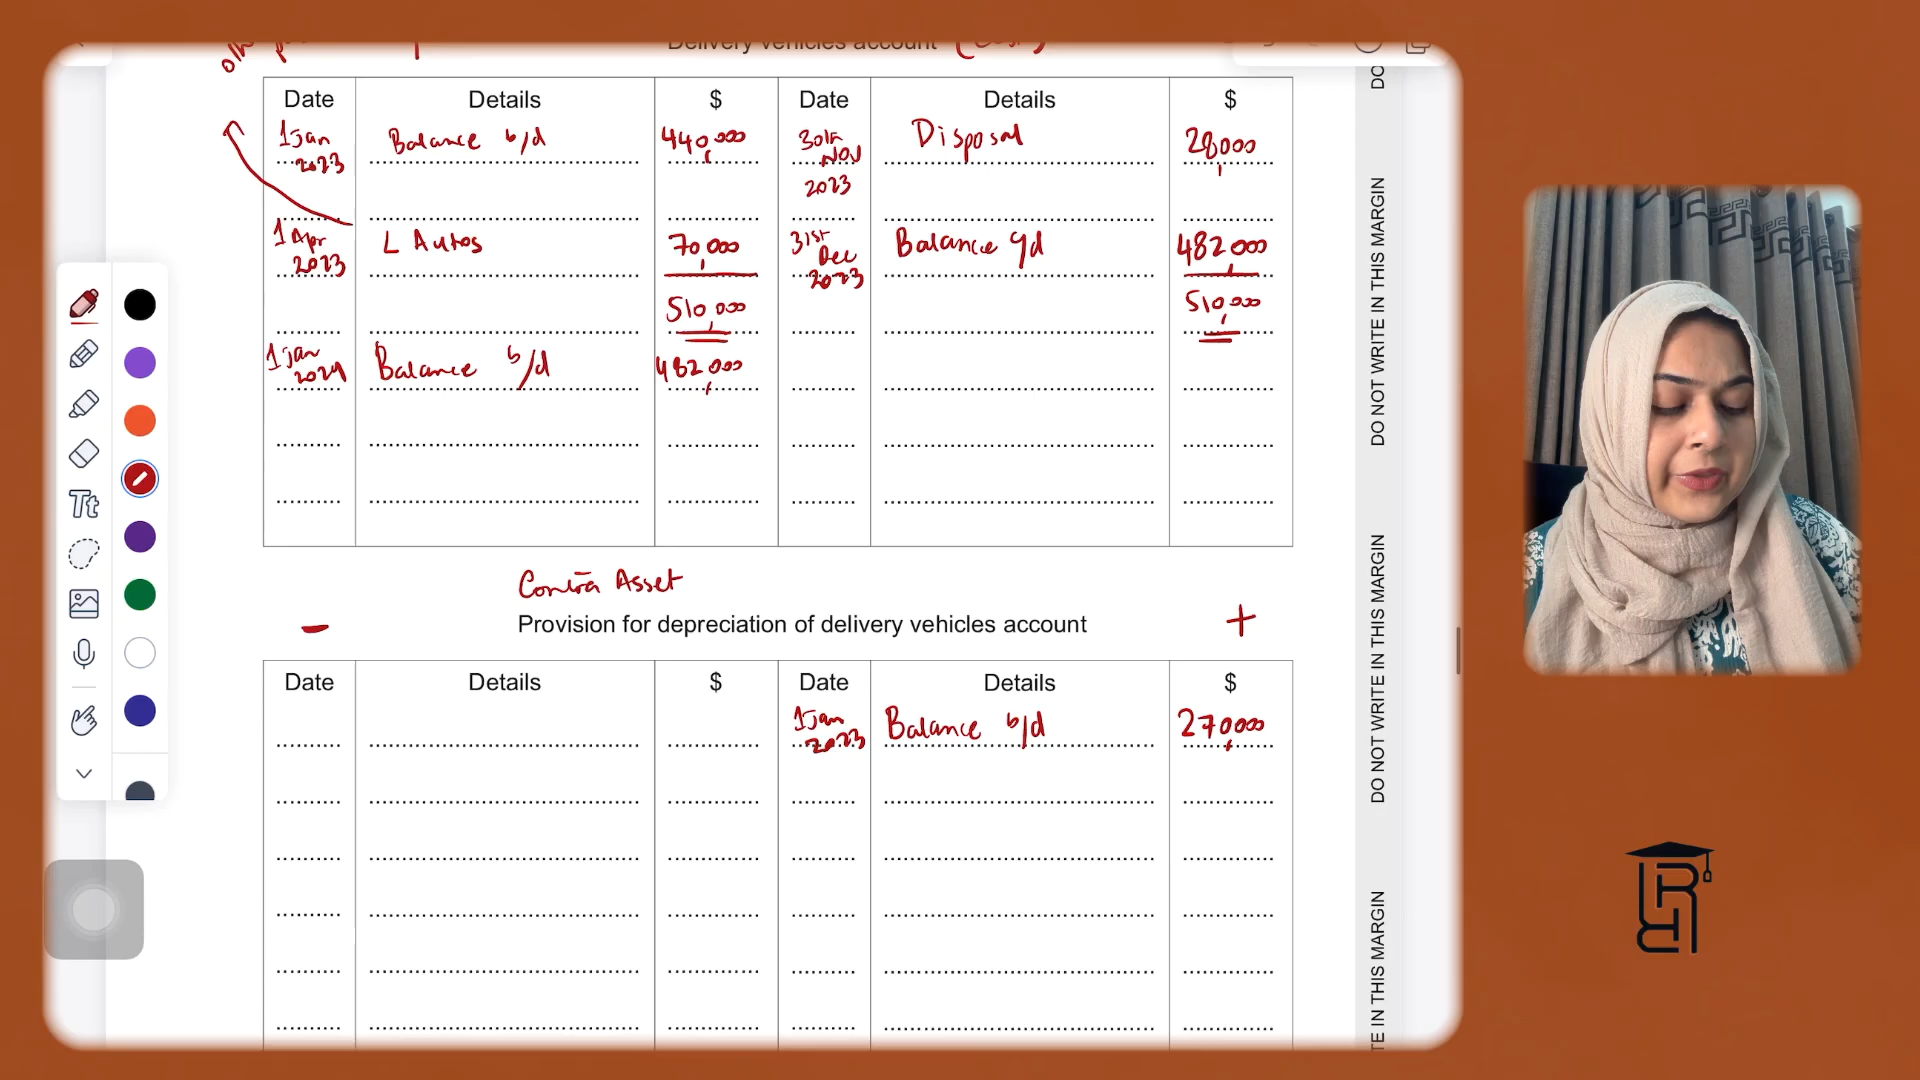 Delivery vehicles account
Date Details $ Date Details $
1 Jan 2023 Balance b/d 440,000 30th Nov 2023 Disposal 28,000
1 Apr 2023 L Autos 70,000 31st Dec 2023 Balance c/d 482,000
510,000 510,000
1 Jan 2024 Balance b/d 482,000
Contra Asset
- Provision for depreciation of delivery vehicles account +
Date Details $ Date Details $
1 Jan 2023 Balance b/d 270,000
DO NOT WRITE IN THIS MARGIN
DO NOT WRITE IN THIS MARGIN
TE IN THIS MARGIN
DO
Tt